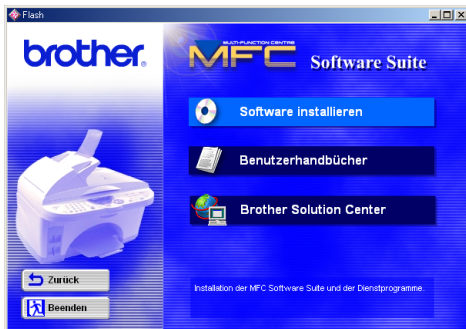 Flash
brother.
MULTI-FUNCTION CENTRE
MFC Software Suite
Software installieren
Benutzerhandbücher
Brother Solution Center
Zurück
Beenden
Installation der MFC Software Suite und der Dienstprogramme.